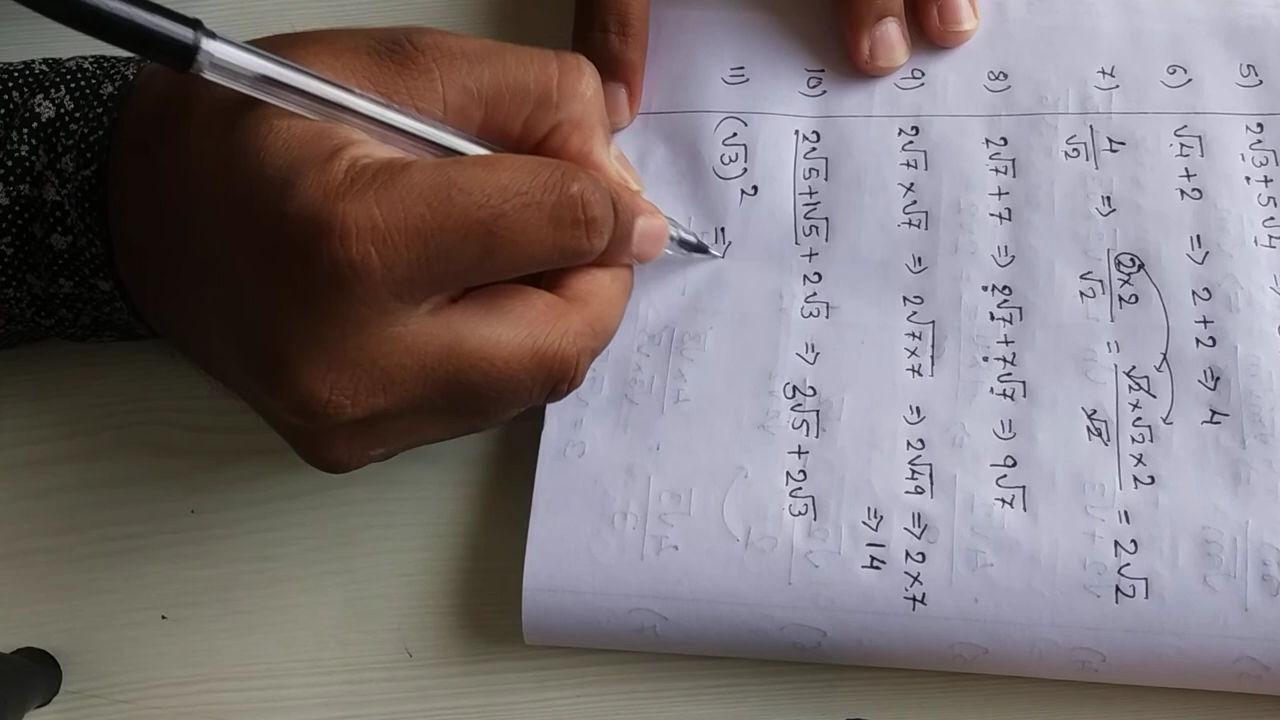 5) 2√3+5√4
6) √4+2 ⇒ 2+2 ⇒ 4
7) 4/√2 ⇒ 2×2/√2 = √2×√2×2/√2 = 2√2
8) 2√7+7 ⇒ 2√7+7√7 ⇒ 9√7
9) 2√7×√7 ⇒ 2√7×7 ⇒ 2√49 ⇒ 2×7
⇒ 14
10) 2√5+1√5+2√3 ⇒ 3√5+2√3
11) (√3)² ⇒